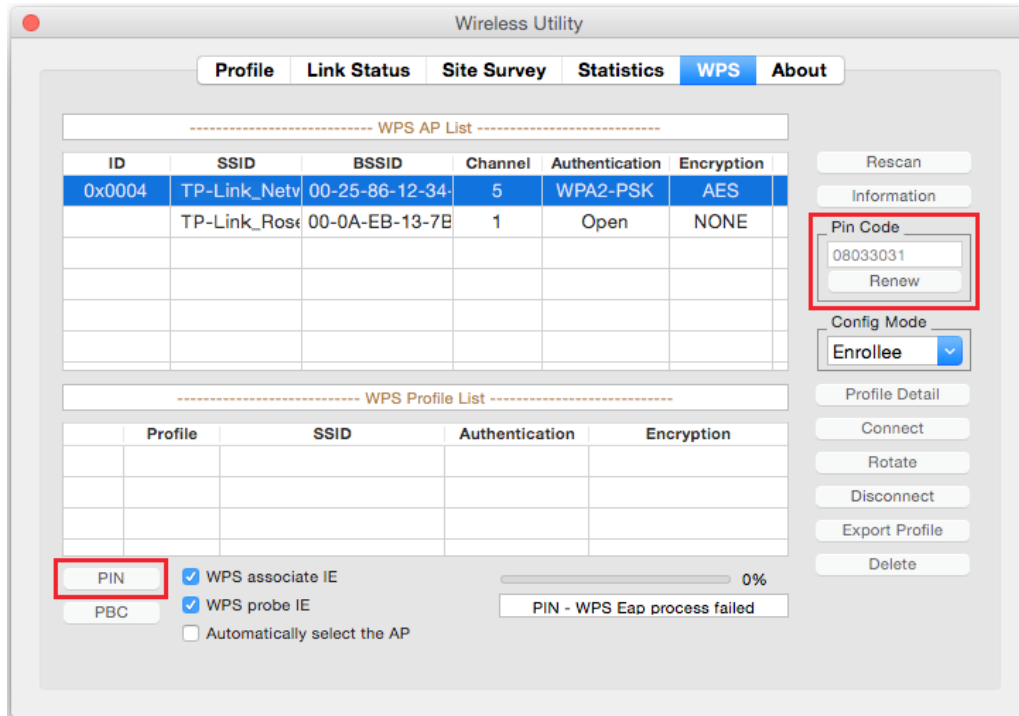 Wireless Utility
Profile Link Status Site Survey Statistics WPS About
---------------------------- WPS AP List ----------------------------
ID SSID BSSID Channel Authentication Encryption
0x0004 TP-Link_Netw 00-25-86-12-34- 5 WPA2-PSK AES
TP-Link_Rose 00-0A-EB-13-7B 1 Open NONE
Rescan
Information
Pin Code
08033031
Renew
Config Mode
Enrollee
---------------------------- WPS Profile List ----------------------------
Profile SSID Authentication Encryption
Profile Detail
Connect
Rotate
Disconnect
Export Profile
Delete
PIN
PBC
WPS associate IE
WPS probe IE
Automatically select the AP
0%
PIN - WPS Eap process failed